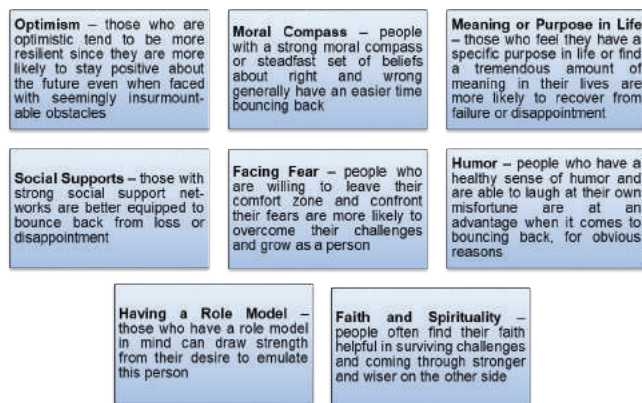 Optimism – those who are
optimistic tend to be more
resilient since they are more
likely to stay positive about
the future even when faced
with seemingly insurmount-
able obstacles
Moral Compass – people
with a strong moral compass
or steadfast set of beliefs
about right and wrong
generally have an easier time
bouncing back
Meaning or Purpose in Life
– those who feel they have a
specific purpose in life or find
a tremendous amount of
meaning in their lives are
more likely to recover from
failure or disappointment
Social Supports – those with
strong social support net-
works are better equipped to
bounce back from loss or
disappointment
Facing Fear – people who
are willing to leave their
comfort zone and confront
their fears are more likely to
overcome their challenges
and grow as a person
Humor – people who have a
healthy sense of humor and
are able to laugh at their own
misfortune are at an
advantage when it comes to
bouncing back, for obvious
reasons
Having a Role Model –
those who have a role model
in mind can draw strength
from their desire to emulate
this person
Faith and Spirituality –
people often find their faith
helpful in surviving challenges
and coming through stronger
and wiser on the other side